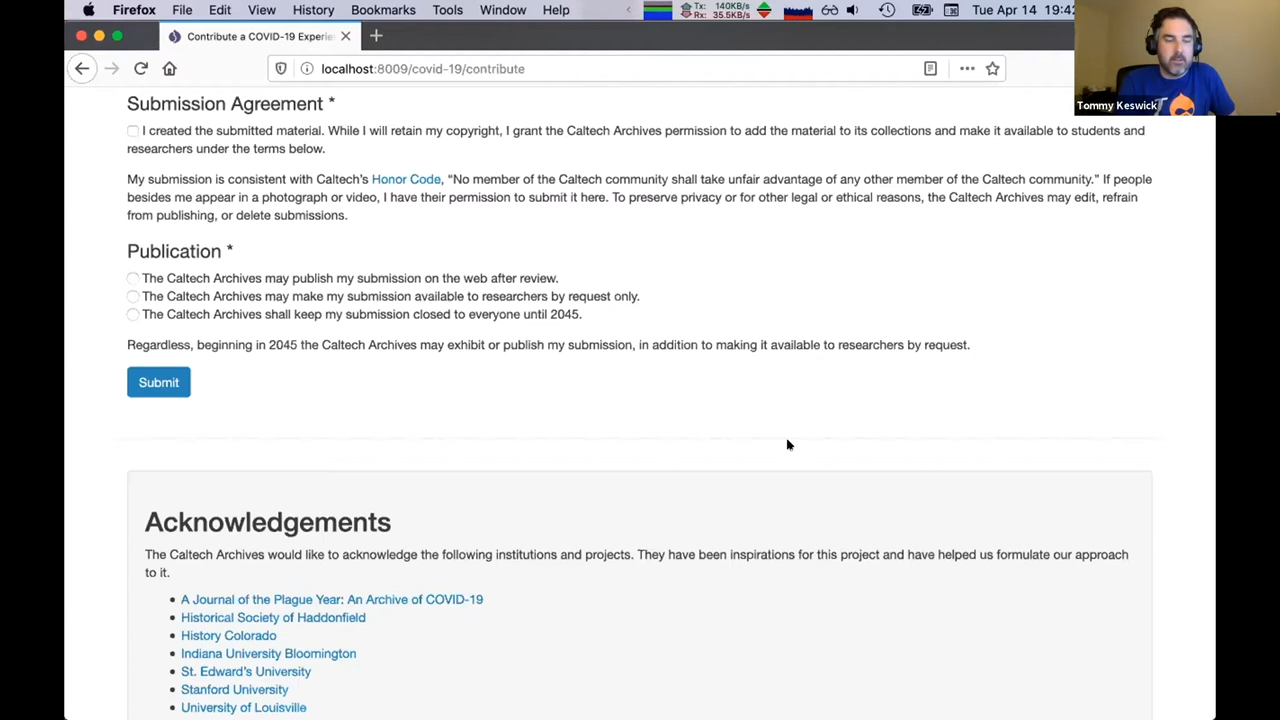 Firefox File Edit View History Bookmarks Tools Window Help Tx: 140KB/s Rx: 35.5KB/s Tue Apr 14 19:42
Contribute a COVID-19 Experie
localhost:8009/covid-19/contribute
Tommy Keswick
Submission Agreement *
I created the submitted material. While I will retain my copyright, I grant the Caltech Archives permission to add the material to its collections and make it available to students and
researchers under the terms below.
My submission is consistent with Caltech's Honor Code, “No member of the Caltech community shall take unfair advantage of any other member of the Caltech community.” If people
besides me appear in a photograph or video, I have their permission to submit it here. To preserve privacy or for other legal or ethical reasons, the Caltech Archives may edit, refrain
from publishing, or delete submissions.
Publication *
The Caltech Archives may publish my submission on the web after review.
The Caltech Archives may make my submission available to researchers by request only.
The Caltech Archives shall keep my submission closed to everyone until 2045.
Regardless, beginning in 2045 the Caltech Archives may exhibit or publish my submission, in addition to making it available to researchers by request.
Submit
Acknowledgements
The Caltech Archives would like to acknowledge the following institutions and projects. They have been inspirations for this project and have helped us formulate our approach
to it.
• A Journal of the Plague Year: An Archive of COVID-19
• Historical Society of Haddonfield
• History Colorado
• Indiana University Bloomington
• St. Edward's University
• Stanford University
• University of Louisville